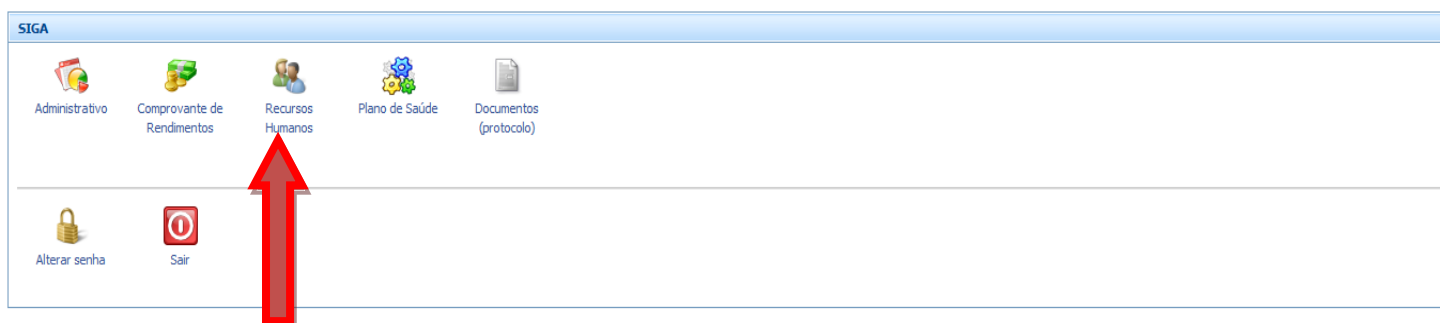 SIGA
Administrativo
Comprovante de
Rendimentos
Recursos
Humanos
Plano de Saúde
Documentos
(protocolo)
Alterar senha
Sair